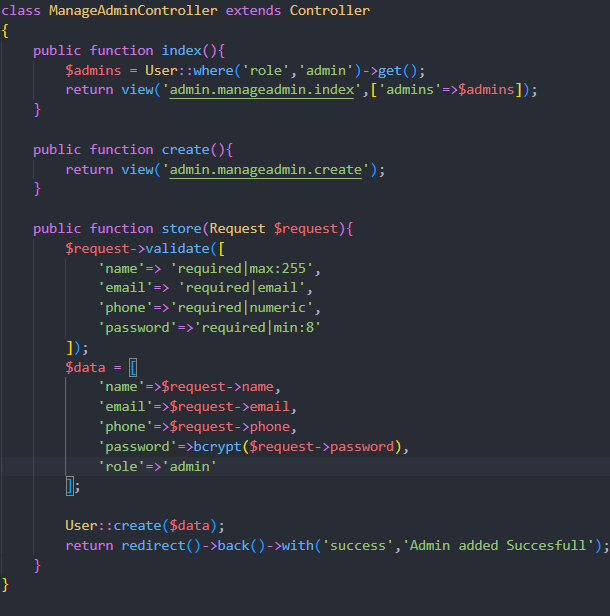 class ManageAdminController extends Controller
{
    public function index(){
        $admins = User::where('role','admin')->get();
        return view('admin.manageadmin.index',['admins'=>$admins]);
    }

    public function create(){
        return view('admin.manageadmin.create');
    }

    public function store(Request $request){
        $request->validate([
            'name'=> 'required|max:255',
            'email'=> 'required|email',
            'phone'=>'required|numeric',
            'password'=>'required|min:8'
        ]);
        $data = [
            'name'=>$request->name,
            'email'=>$request->email,
            'phone'=>$request->phone,
            'password'=>bcrypt($request->password),
            'role'=>'admin'
        ];

        User::create($data);
        return redirect()->back()->with('success','Admin added Succesfull');
    }
}